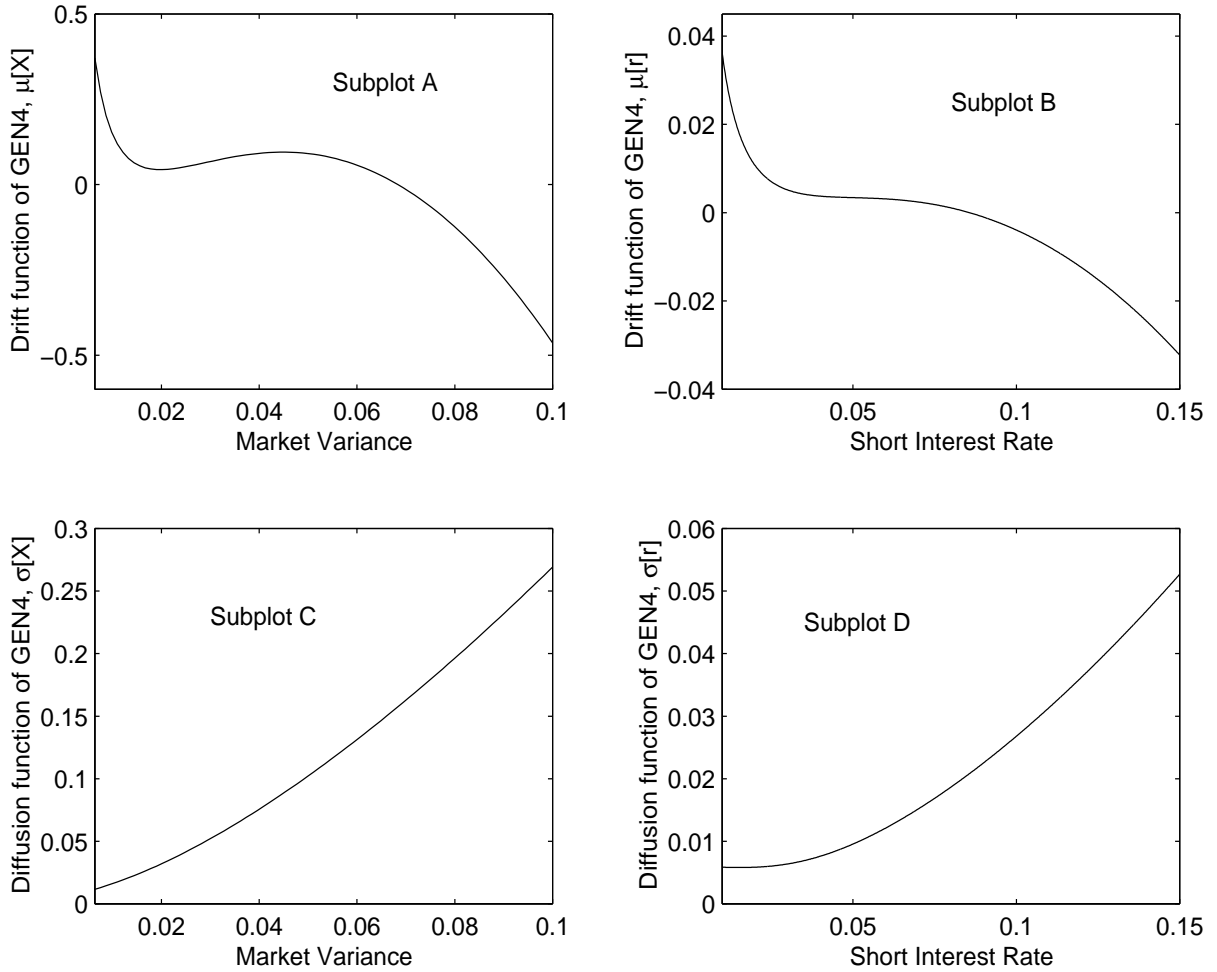 0.5
0
−0.5
0.02 0.04 0.06 0.08 0.1
Market Variance
Drift function of GEN4, μ[X]
Subplot A
0.04
0.02
0
−0.02
−0.04
0.05 0.1 0.15
Short Interest Rate
Drift function of GEN4, μ[r]
Subplot B
0.3
0.25
0.2
0.15
0.1
0.05
0
0.02 0.04 0.06 0.08 0.1
Market Variance
Diffusion function of GEN4, σ[X]
Subplot C
0.06
0.05
0.04
0.03
0.02
0.01
0
0.05 0.1 0.15
Short Interest Rate
Diffusion function of GEN4, σ[r]
Subplot D